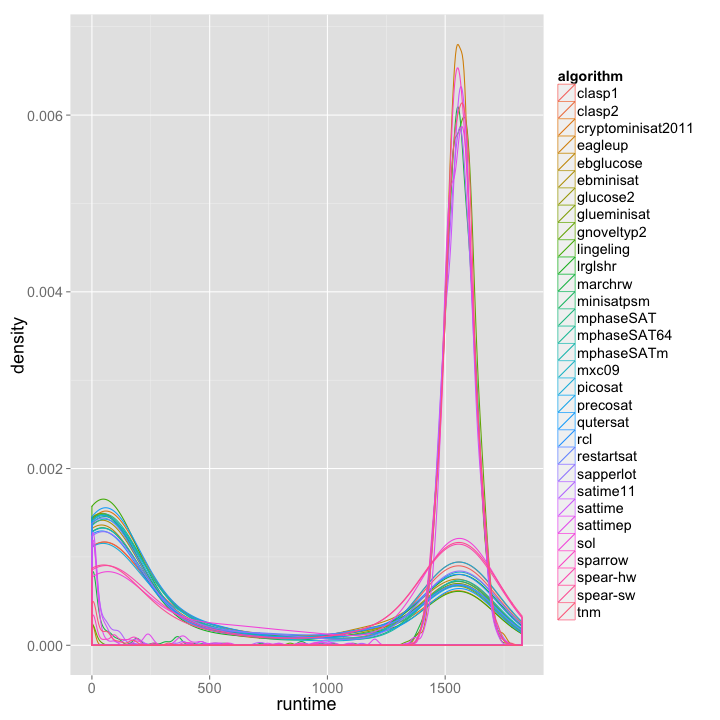 algorithm
clasp1
clasp2
cryptominisat2011
eagleup
ebglucose
ebminisat
glucose2
glueminisat
gnoveltyp2
lingeling
lrglshr
marchrw
minisatpsm
mphaseSAT
mphaseSAT64
mphaseSATm
mxc09
picosat
precosat
qutersat
rcl
restartsat
sapperlot
satime11
sattime
sattimep
sol
sparrow
spear-hw
spear-sw
tnm
density
0.006
0.004
0.002
0.000
0
500
1000
1500
runtime